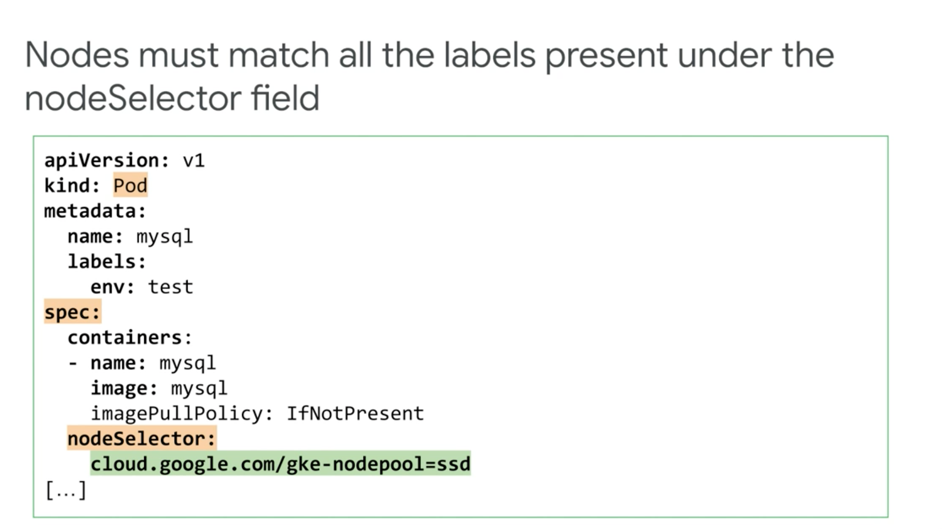 Nodes must match all the labels present under the
nodeSelector field
apiVersion: v1
kind: Pod
metadata:
  name: mysql
  labels:
    env: test
spec:
  containers:
  - name: mysql
    image: mysql
    imagePullPolicy: IfNotPresent
  nodeSelector:
    cloud.google.com/gke-nodepool=ssd
[...]